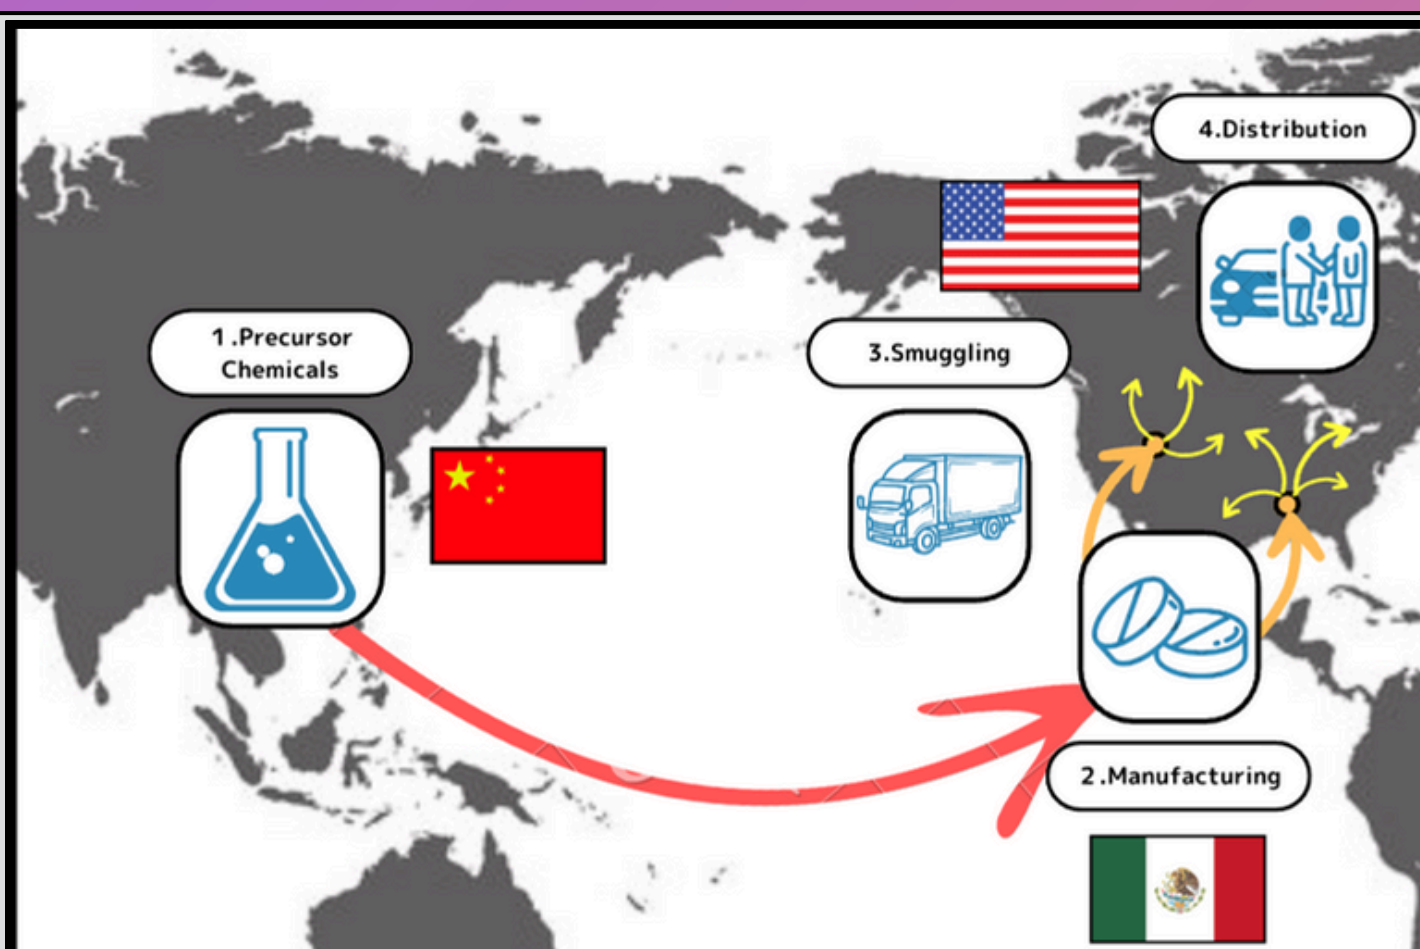 1.Precursor
Chemicals
2.Manufacturing
3.Smuggling
4.Distribution
U